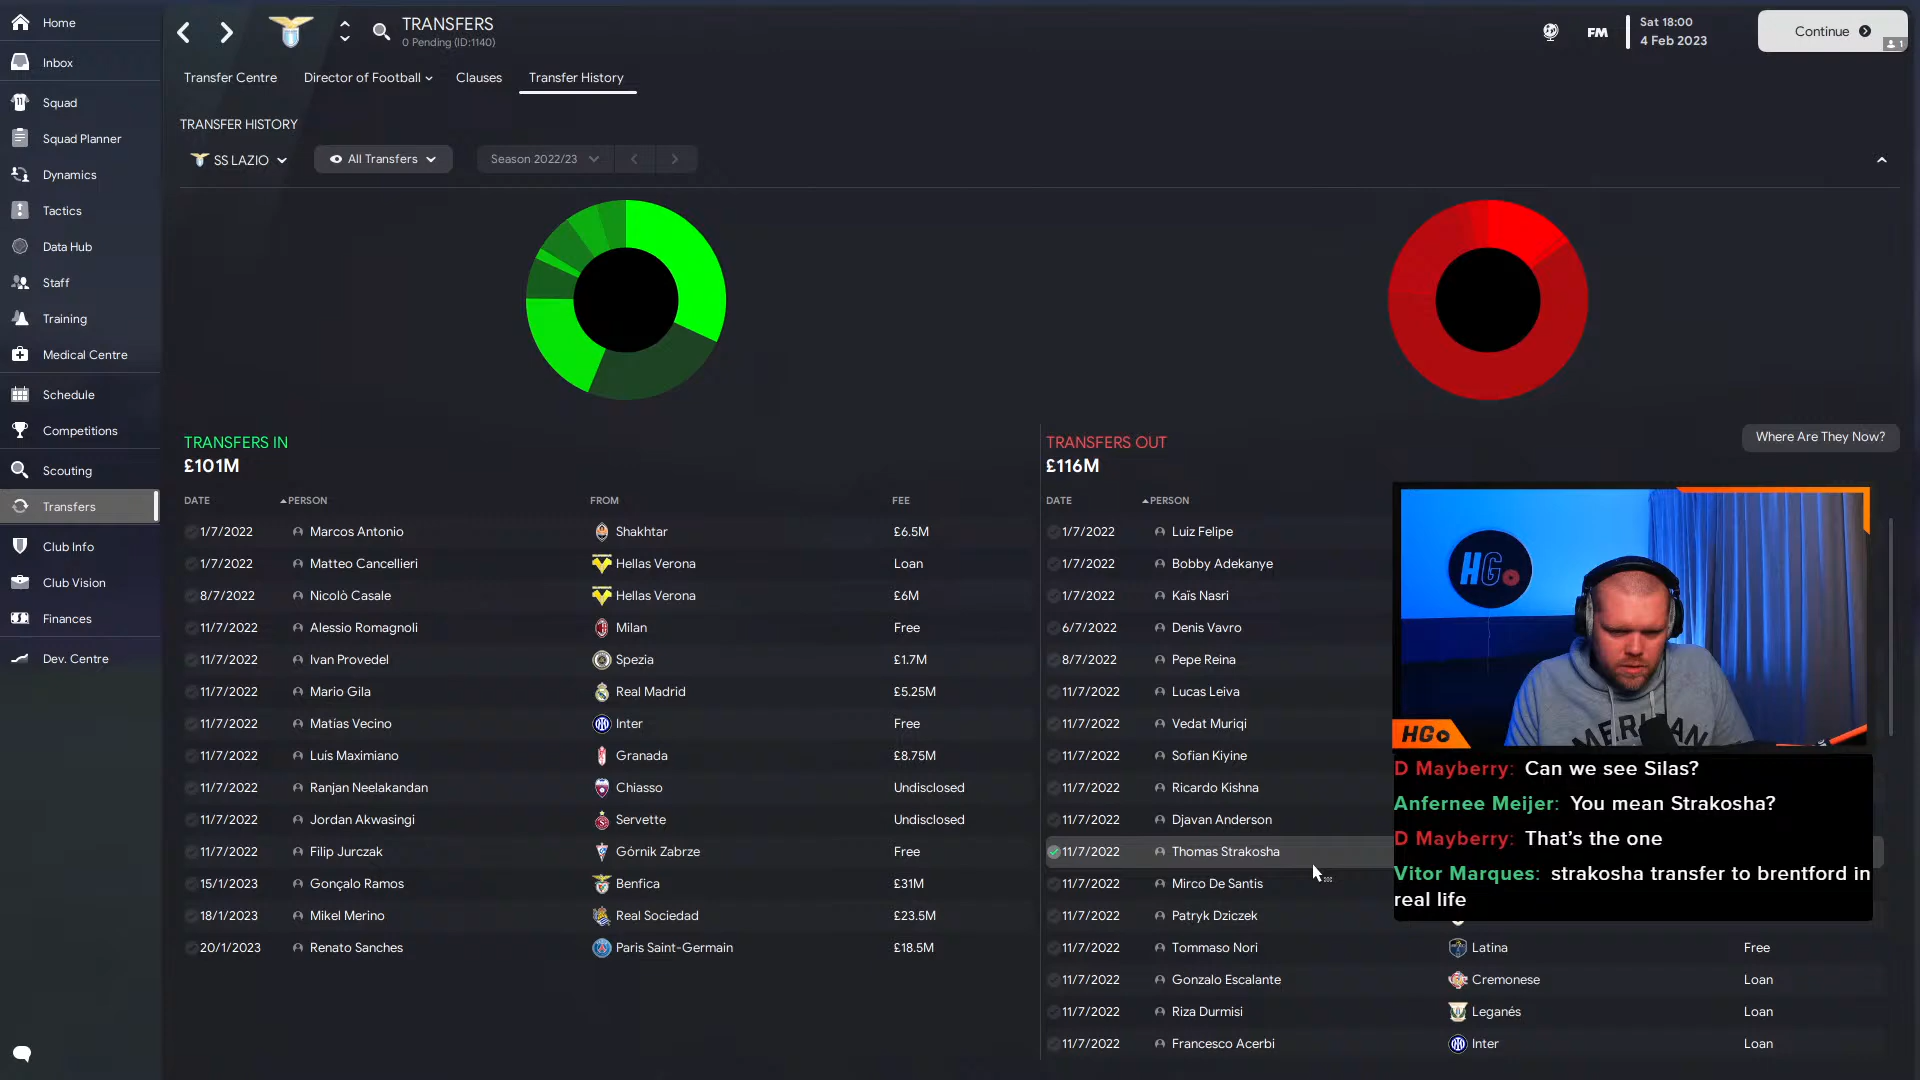 Home
TRANSFERS
0 Pending (ID:1140)
FM
Sat 18:00
4 Feb 2023
Continue
1
Inbox
Squad
Squad Planner
Dynamics
Tactics
Data Hub
Staff
Training
Medical Centre
Schedule
Competitions
Scouting
Transfers
Club Info
Club Vision
Finances
Dev. Centre
Transfer Centre Director of Football Clauses Transfer History
TRANSFER HISTORY
SS LAZIO All Transfers Season 2022/23
TRANSFERS IN
£101M
DATE PERSON FROM FEE
1/7/2022 Marcos Antonio Shakhtar £6.5M
1/7/2022 Matteo Cancellieri Hellas Verona Loan
8/7/2022 Nicolò Casale Hellas Verona £6M
11/7/2022 Alessio Romagnoli Milan Free
11/7/2022 Ivan Provedel Spezia £1.7M
11/7/2022 Mario Gila Real Madrid £5.25M
11/7/2022 Matías Vecino Inter Free
11/7/2022 Luis Maximiano Granada £8.75M
11/7/2022 Ranjan Neelakandan Chiasso Undisclosed
11/7/2022 Jordan Akwasingi Servette Undisclosed
11/7/2022 Filip Jurczak Górnik Zabrze Free
15/1/2023 Gonçalo Ramos Benfica £31M
18/1/2023 Mikel Merino Real Sociedad £23.5M
20/1/2023 Renato Sanches Paris Saint-Germain £18.5M
TRANSFERS OUT
£116M
Where Are They Now?
DATE PERSON
1/7/2022 Luiz Felipe
1/7/2022 Bobby Adekanye
1/7/2022 Kaïs Nasri
6/7/2022 Denis Vavro
8/7/2022 Pepe Reina
11/7/2022 Lucas Leiva
11/7/2022 Vedat Muriqi
11/7/2022 Sofian Kiyine
11/7/2022 Ricardo Kishna
11/7/2022 Djavan Anderson
11/7/2022 Thomas Strakosha
11/7/2022 Mirco De Santis
11/7/2022 Patryk Dziczek
11/7/2022 Tommaso Nori Latina Free
11/7/2022 Gonzalo Escalante Cremonese Loan
11/7/2022 Riza Durmisi Leganés Loan
11/7/2022 Francesco Acerbi Inter Loan
HG
HG
D Mayberry: Can we see Silas?
Anfernee Meijer: You mean Strakosha?
D Mayberry: That's the one
Vitor Marques: strakosha transfer to brentford in
real life